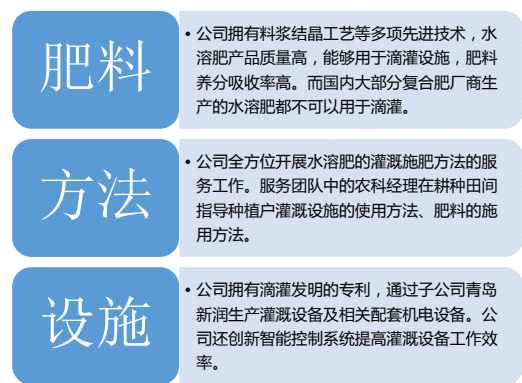 肥料
• 公司拥有料浆结晶工艺等多项先进技术，水
溶肥产品质量高，能够用于滴灌设施，肥料
养分吸收率高。而国内大部分复合肥厂商生
产的水溶肥都不可以用于滴灌。
方法
• 公司全方位开展水溶肥的灌溉施肥方法的服
务工作。服务团队中的农科经理在耕种田间
指导种植户灌溉设施的使用方法、肥料的施
用方法。
设施
• 公司拥有滴灌发明的专利，通过子公司青岛
新润生产灌溉设备及相关配套机电设备。公
司还创新智能控制系统提高灌溉设备工作效
率。